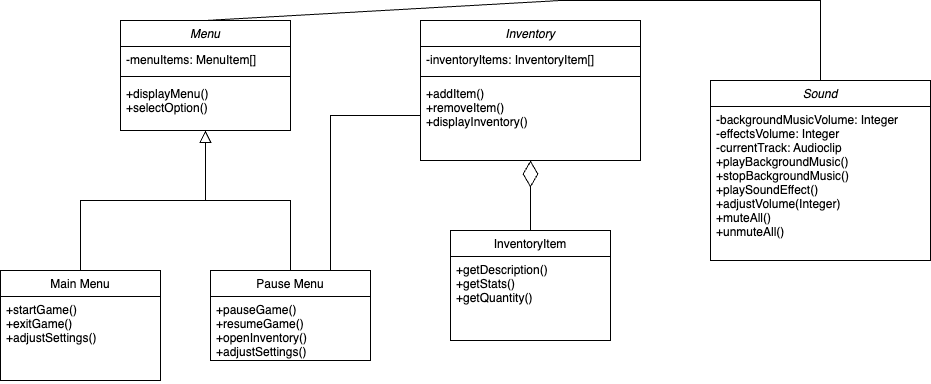 Menu
-menuItems: MenuItem[]
+displayMenu()
+selectOption()
Inventory
-inventoryItems: InventoryItem[]
+addItem()
+removeItem()
+displayInventory()
Sound
-backgroundMusicVolume: Integer
-effectsVolume: Integer
-currentTrack: Audioclip
+playBackgroundMusic()
+stopBackgroundMusic()
+playSoundEffect()
+adjustVolume(Integer)
+muteAll()
+unmuteAll()
Main Menu
+startGame()
+exitGame()
+adjustSettings()
Pause Menu
+pauseGame()
+resumeGame()
+openInventory()
+adjustSettings()
InventoryItem
+getDescription()
+getStats()
+getQuantity()